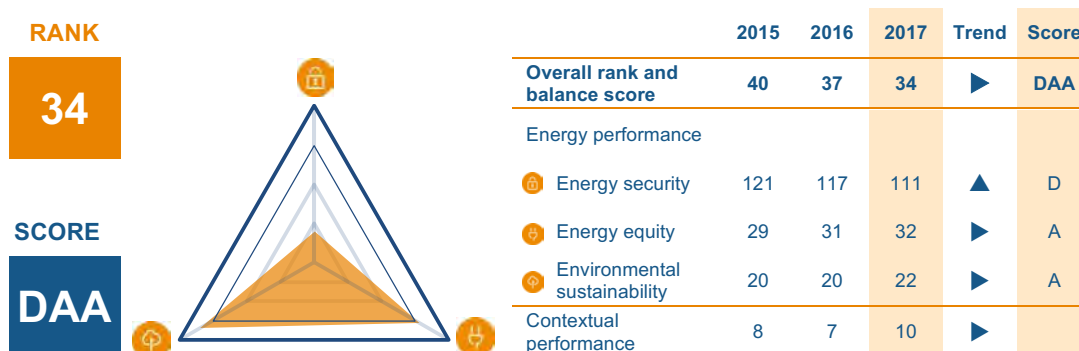 RANK
34
SCORE
DAA
2015 2016 2017 Trend Score
Overall rank and
balance score 40 37 34 DAA
Energy performance
Energy security 121 117 111 D
Energy equity 29 31 32 A
Environmental
sustainability 20 20 22 A
Contextual
performance 8 7 10